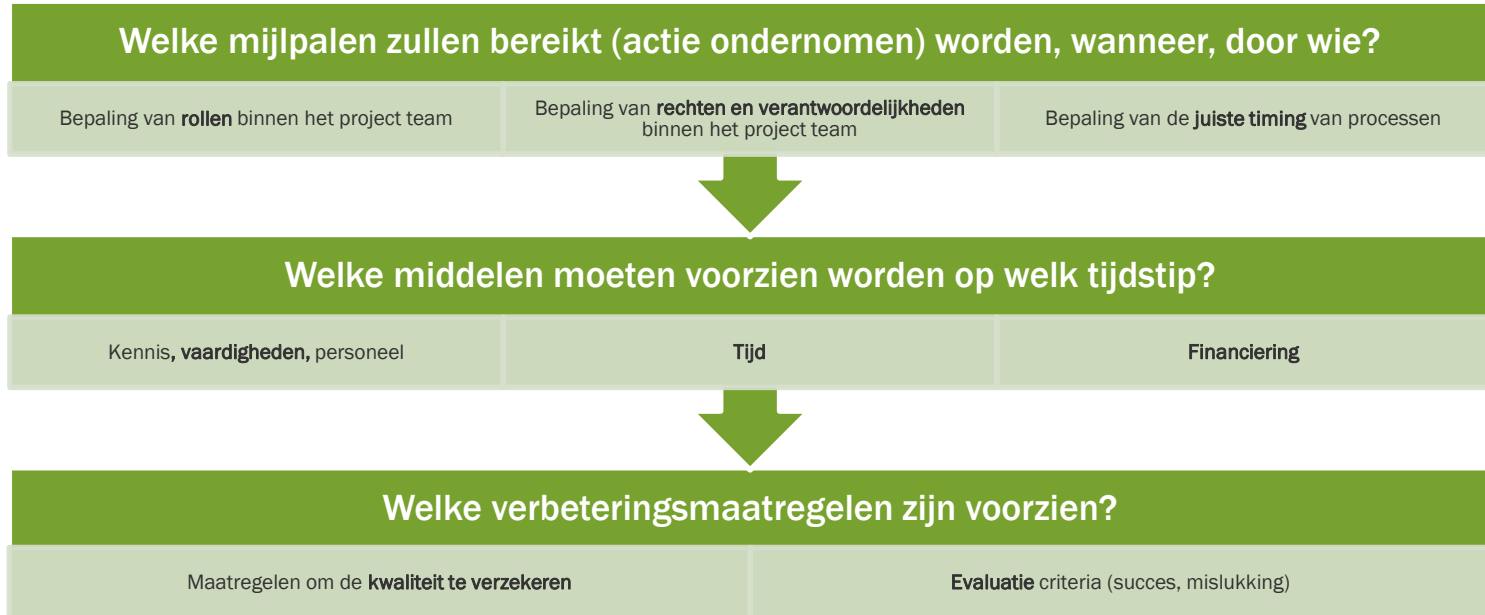 Welke mijlpalen zullen bereikt (actie ondernomen) worden, wanneer, door wie?
Bepaling van rollen binnen het project team
Bepaling van rechten en verantwoordelijkheden
binnen het project team
Bepaling van de juiste timing van processen
Welke middelen moeten voorzien worden op welk tijdstip?
Kennis, vaardigheden, personeel
Tijd
Financiering
Welke verbeteringsmaatregelen zijn voorzien?
Maatregelen om de kwaliteit te verzekeren
Evaluatie criteria (succes, mislukking)